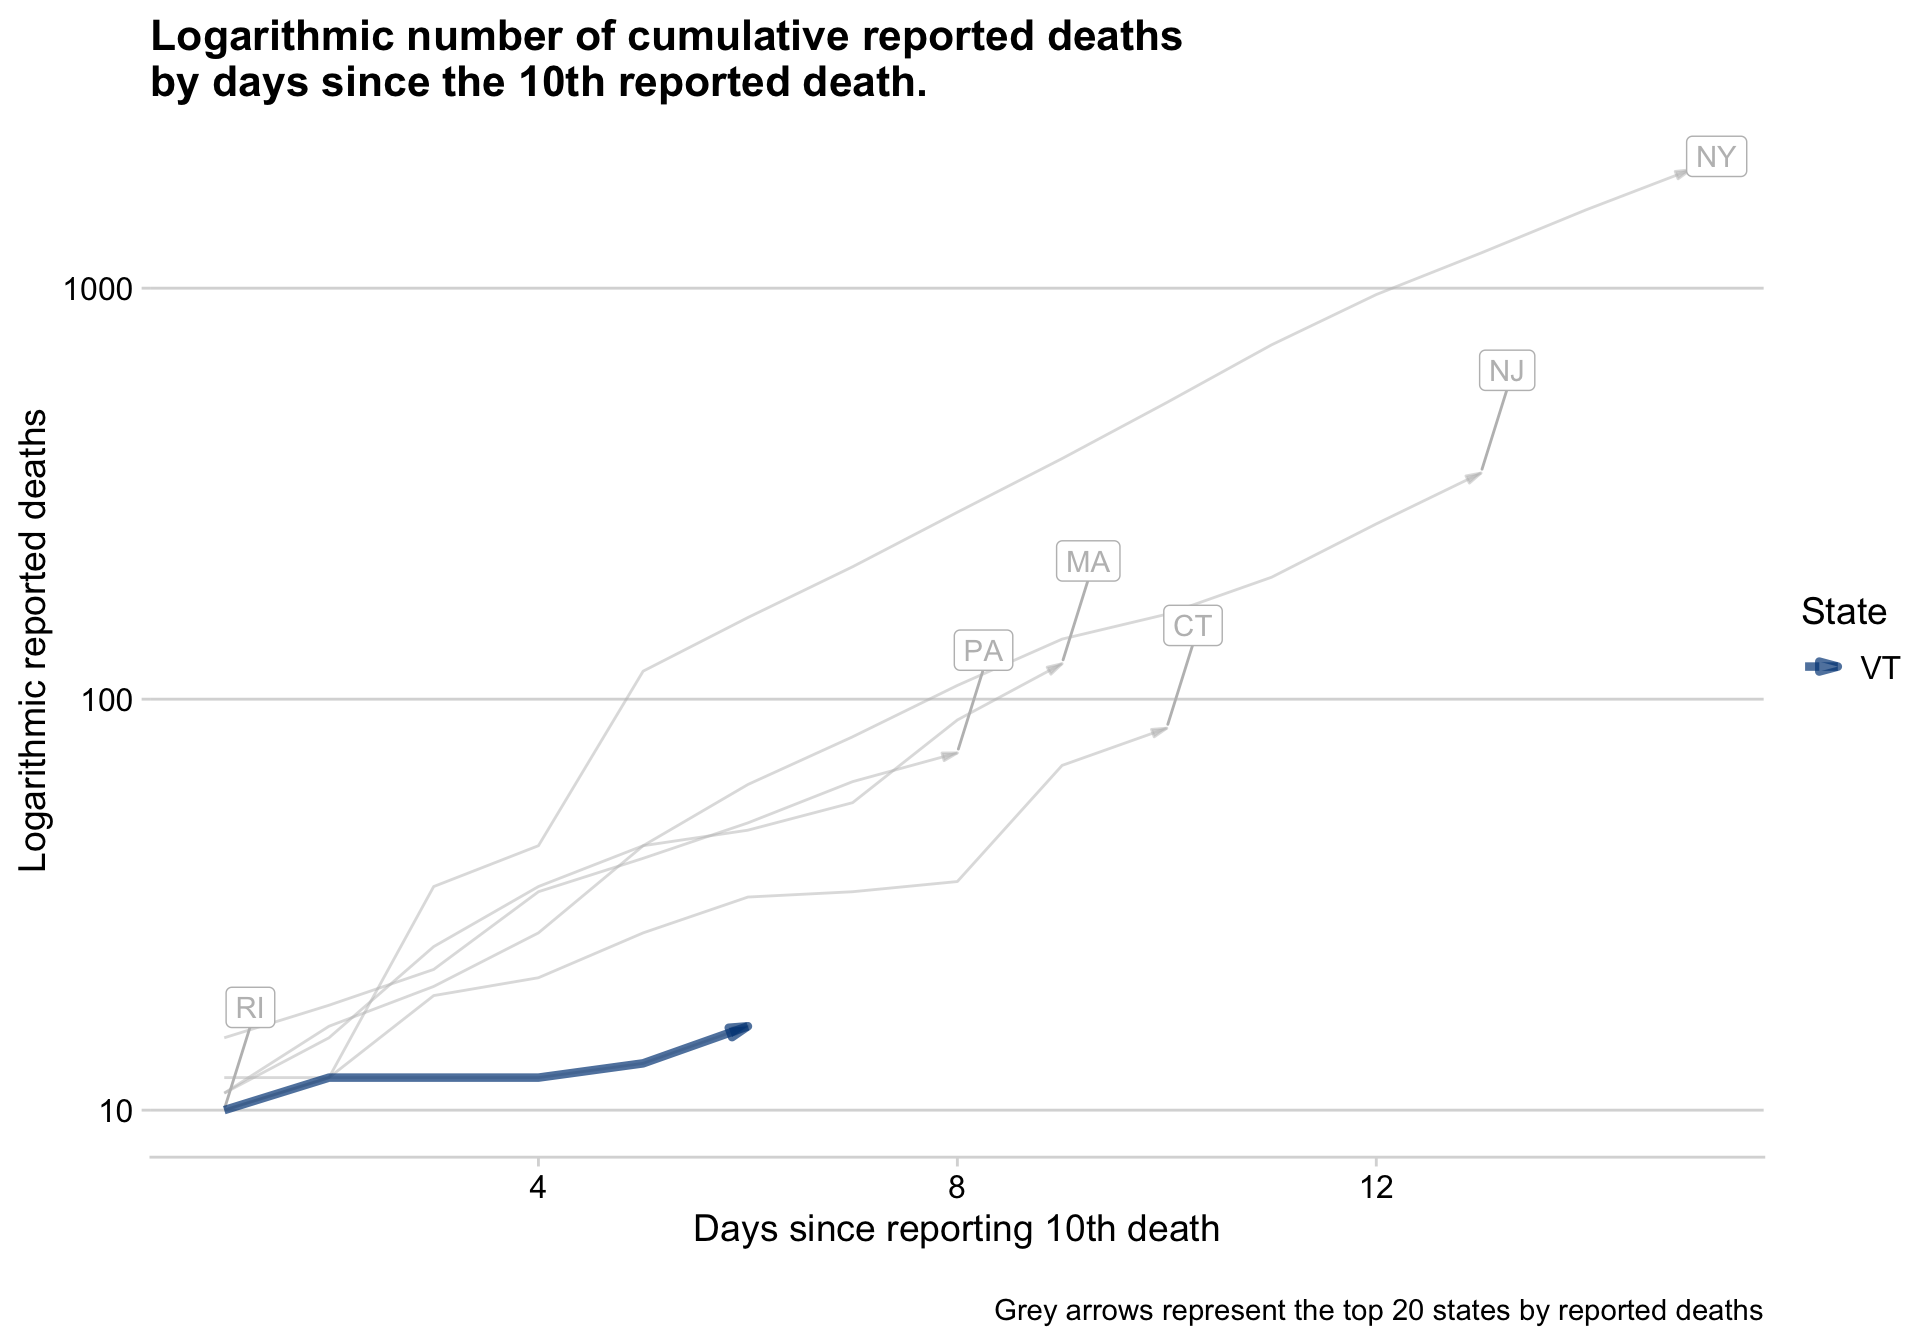 Logarithmic number of cumulative reported deaths
by days since the 10th reported death.
NY
1000
NJ
MA
CT
PA
100
RI
10
Logarithmic reported deaths
State
VT
4
8
12
Days since reporting 10th death
Grey arrows represent the top 20 states by reported deaths